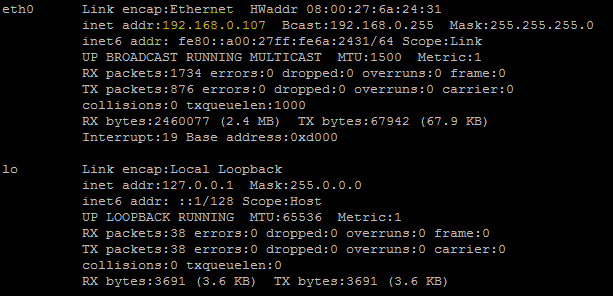 eth0      Link encap:Ethernet  HWaddr 08:00:27:6a:24:31
          inet addr:192.168.0.107  Bcast:192.168.0.255  Mask:255.255.255.0
          inet6 addr: fe80::a00:27ff:fe6a:2431/64 Scope:Link
          UP BROADCAST RUNNING MULTICAST  MTU:1500  Metric:1
          RX packets:1734 errors:0 dropped:0 overruns:0 frame:0
          TX packets:876 errors:0 dropped:0 overruns:0 carrier:0
          collisions:0 txqueuelen:1000
          RX bytes:2460077 (2.4 MB)  TX bytes:67942 (67.9 KB)
          Interrupt:19 Base address:0xd000
lo        Link encap:Local Loopback
          inet addr:127.0.0.1  Mask:255.0.0.0
          inet6 addr: ::1/128 Scope:Host
          UP LOOPBACK RUNNING  MTU:65536  Metric:1
          RX packets:38 errors:0 dropped:0 overruns:0 frame:0
          TX packets:38 errors:0 dropped:0 overruns:0 carrier:0
          collisions:0 txqueuelen:0
          RX bytes:3691 (3.6 KB)  TX bytes:3691 (3.6 KB)